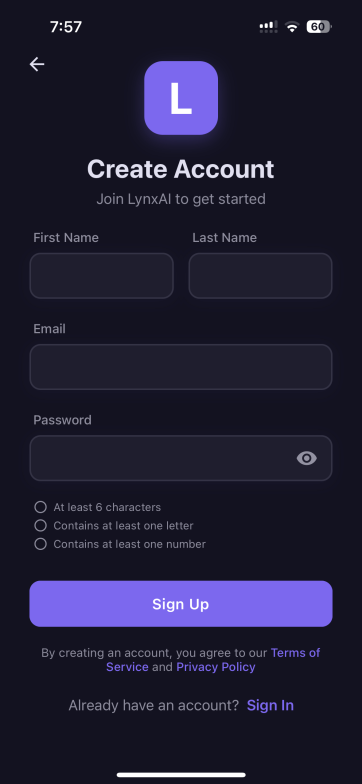 7:57
60
L
Create Account
Join LynxAI to get started
First Name
Last Name
Email
Password
At least 6 characters
Contains at least one letter
Contains at least one number
Sign Up
By creating an account, you agree to our Terms of
Service and Privacy Policy
Already have an account? Sign In